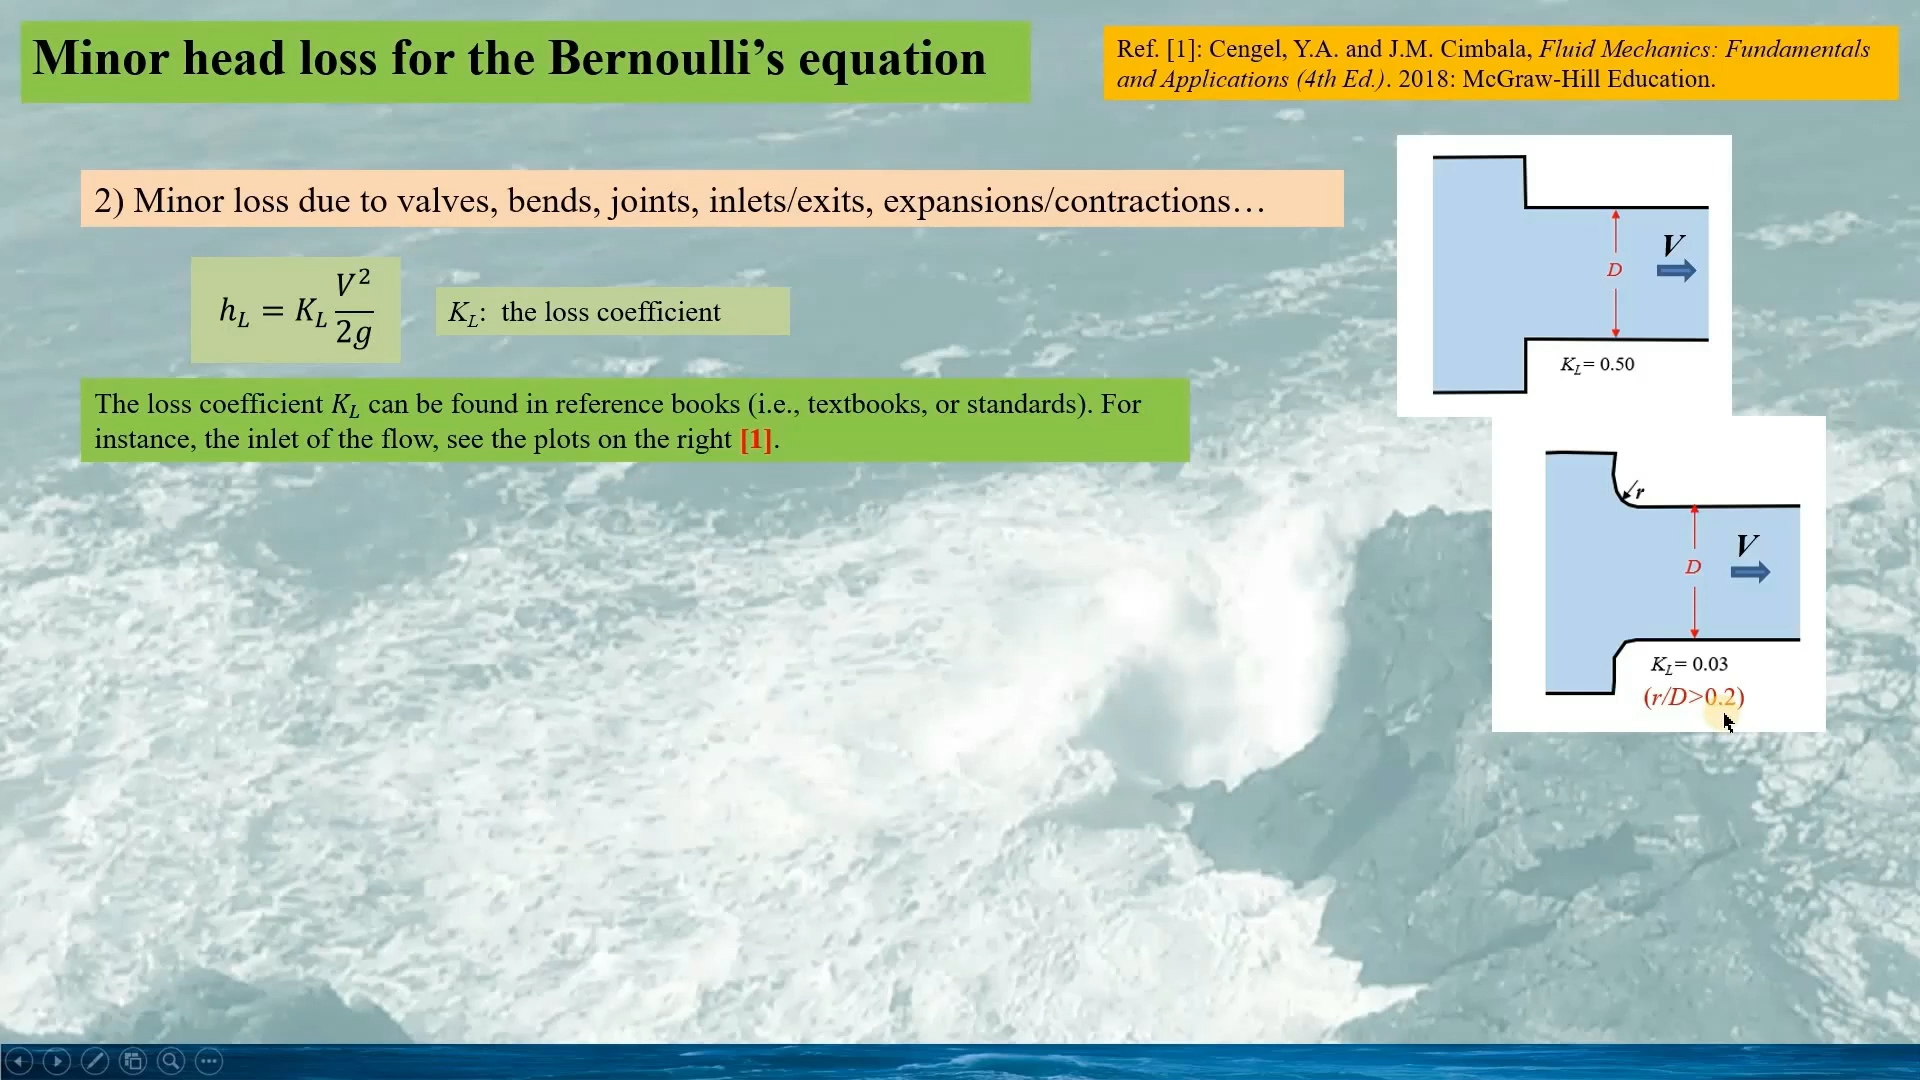 Minor head loss for the Bernoulli’s equation
Ref. [1]: Cengel, Y.A. and J.M. Cimbala, Fluid Mechanics: Fundamentals
and Applications (4th Ed.). 2018: McGraw-Hill Education.
2) Minor loss due to valves, bends, joints, inlets/exits, expansions/contractions…
h_L = K_L V²/2g
K_L: the loss coefficient
The loss coefficient K_L can be found in reference books (i.e., textbooks, or standards). For
instance, the inlet of the flow, see the plots on the right [1].
V
D
K_L= 0.50
r
V
D
K_L= 0.03
(r/D>0.2)